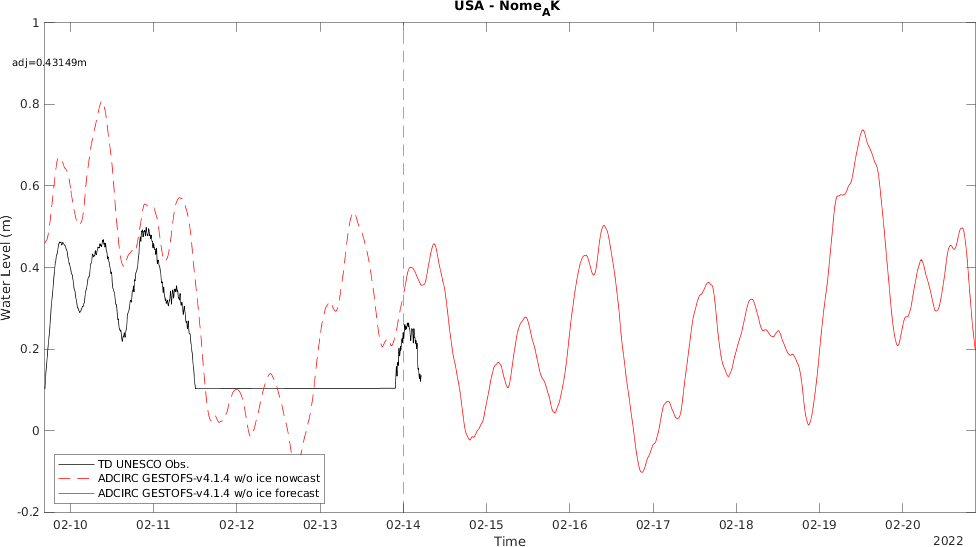 USA - Nome_AK
adj=0.43149m
1
0.8
0.6
0.4
0.2
0
-0.2
Water Level (m)
TD UNESCO Obs.
ADCIRC GESTOFS-v4.1.4 w/o ice nowcast
ADCIRC GESTOFS-v4.1.4 w/o ice forecast
02-10 02-11 02-12 02-13 02-14 02-15 02-16 02-17 02-18 02-19 02-20
Time
2022